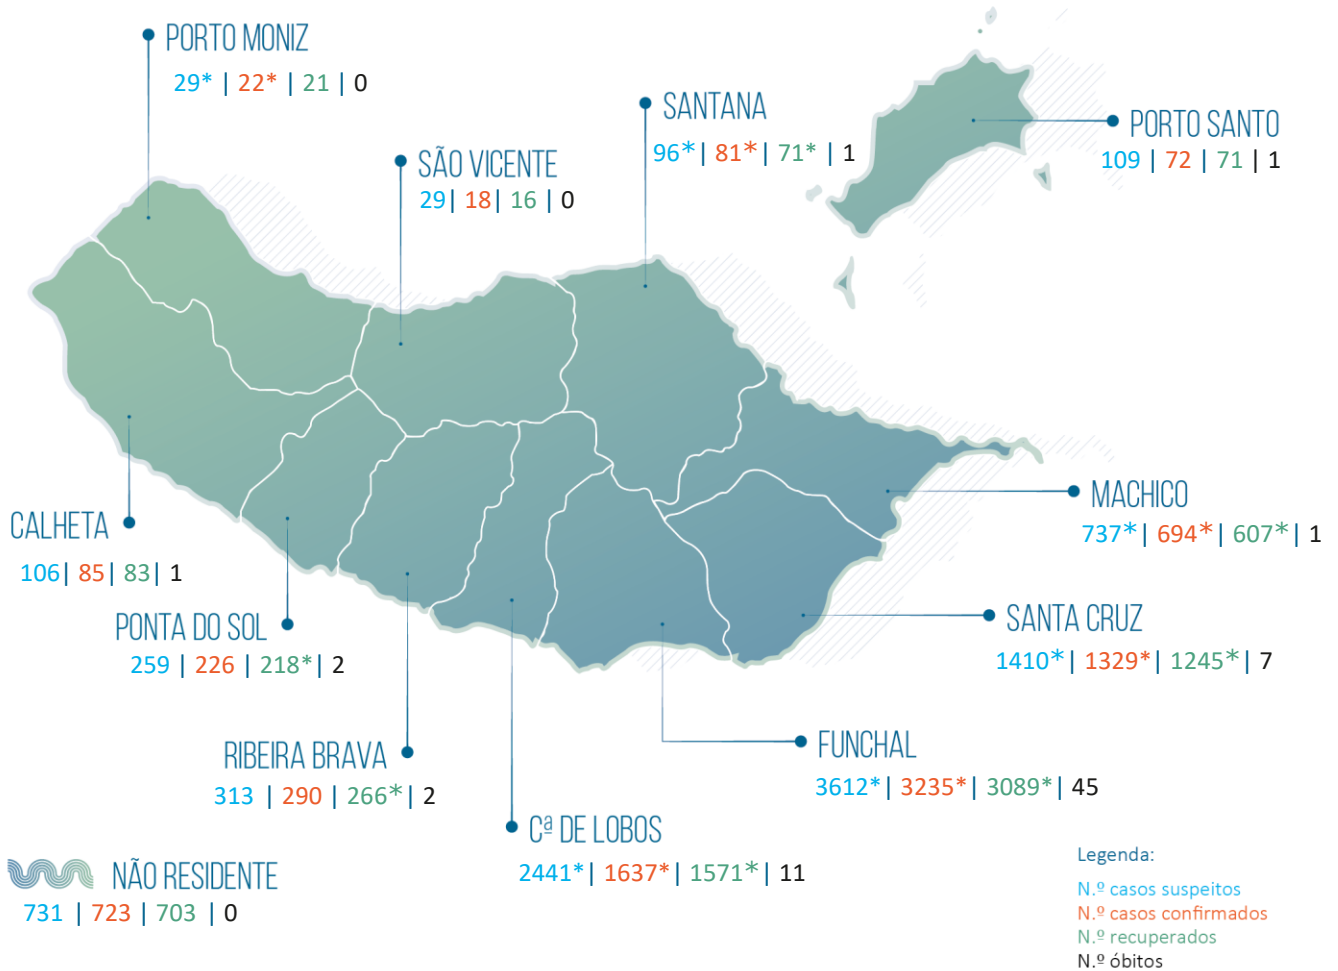 PORTO MONIZ
29* | 22* | 21 | 0
SANTANA
96* | 81* | 71* | 1
PORTO SANTO
109 | 72 | 71 | 1
SÃO VICENTE
29 | 18 | 16 | 0
MACHICO
737* | 694* | 607* | 1
CALHETA
106 | 85 | 83 | 1
PONTA DO SOL
259 | 226 | 218* | 2
SANTA CRUZ
1410* | 1329* | 1245* | 7
RIBEIRA BRAVA
313 | 290 | 266* | 2
FUNCHAL
3612* | 3235* | 3089* | 45
Cª DE LOBOS
2441* | 1637* | 1571* | 11
NÃO RESIDENTE
731 | 723 | 703 | 0
Legenda:
N.º casos suspeitos
N.º casos confirmados
N.º recuperados
N.º óbitos